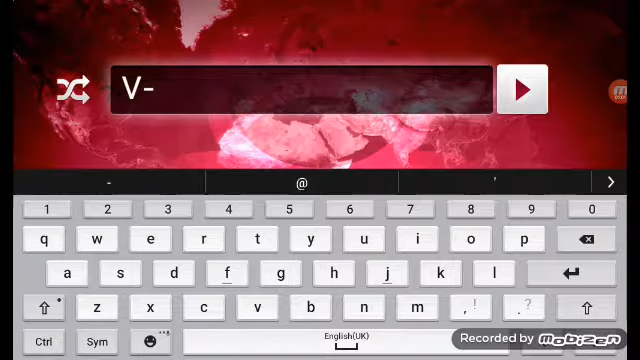 V-
- @ '
1 2 3 4 5 6 7 8 9 0
q w e r t y u i o p
a s d f g h j k l
z x c v b n m , ! . ?
Ctrl Sym English(UK)
Recorded by mobizen